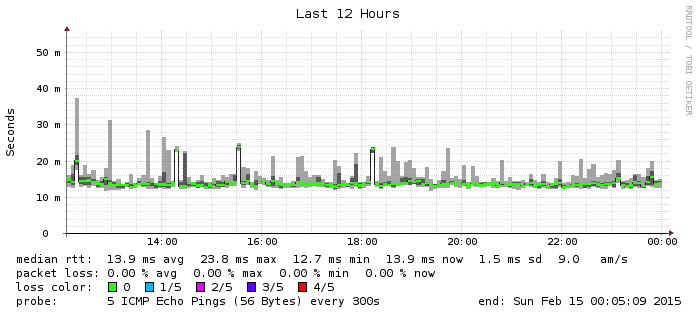 Last 12 Hours
RRDTOOL / TOBI OETIKER
Seconds
50 m
40 m
30 m
20 m
10 m
0
14:00 16:00 18:00 20:00 22:00 00:00
median rtt: 13.9 ms avg 23.8 ms max 12.7 ms min 13.9 ms now 1.5 ms sd 9.0 am/s
packet loss: 0.00 % avg 0.00 % max 0.00 % min 0.00 % now
loss color: 0 1/5 2/5 3/5 4/5
probe: 5 ICMP Echo Pings (56 Bytes) every 300s end: Sun Feb 15 00:05:09 2015